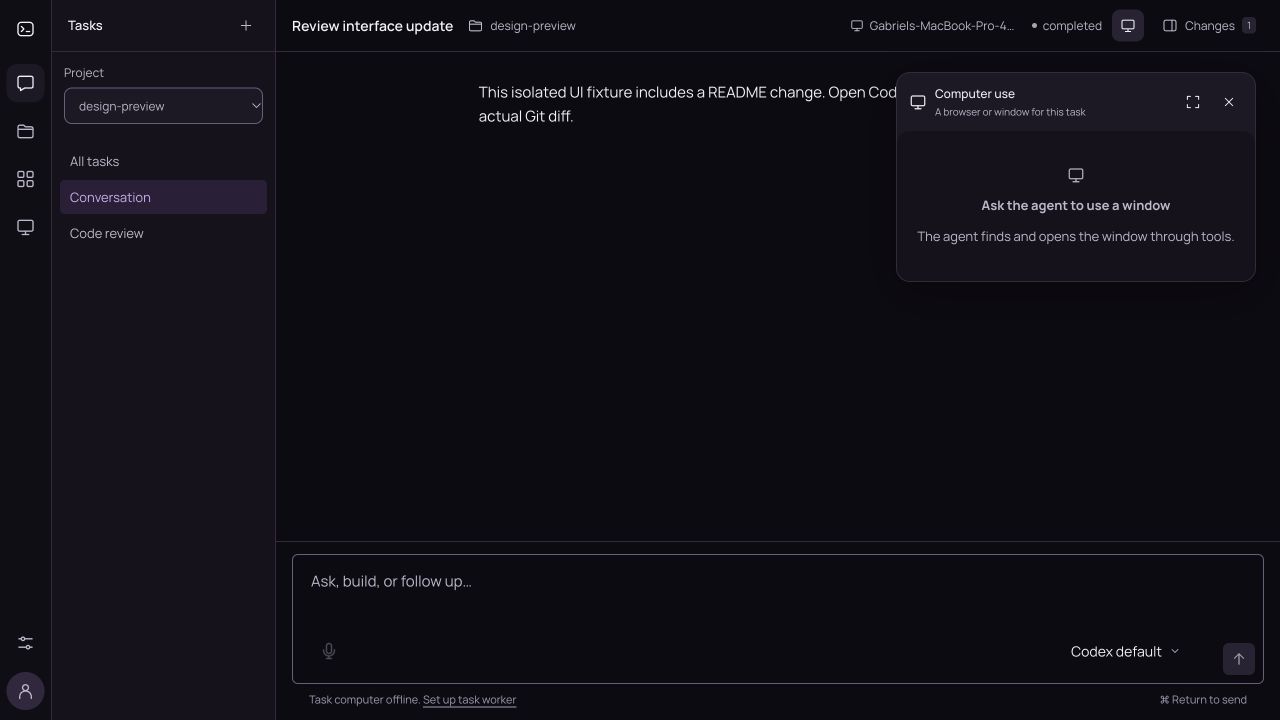 Tasks
Project
design-preview
All tasks
Conversation
Code review
Review interface update
design-preview
Gabriels-MacBook-Pro-4…
completed
Changes
1
This isolated UI fixture includes a README change. Open Cod
actual Git diff.
Computer use
A browser or window for this task
Ask the agent to use a window
The agent finds and opens the window through tools.
Ask, build, or follow up…
Codex default
Task computer offline. Set up task worker
⌘ Return to send